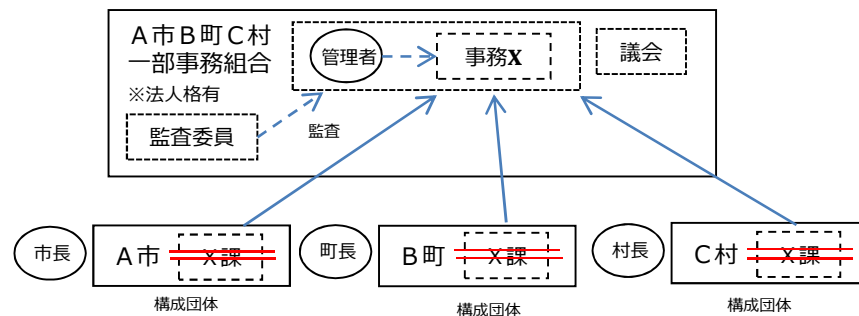 A市B町C村
一部事務組合
※法人格有
管理者
事務X
議会
監査委員
監査
市長
A市
X課
町長
B町
X課
村長
C村
X課
構成団体
構成団体
構成団体